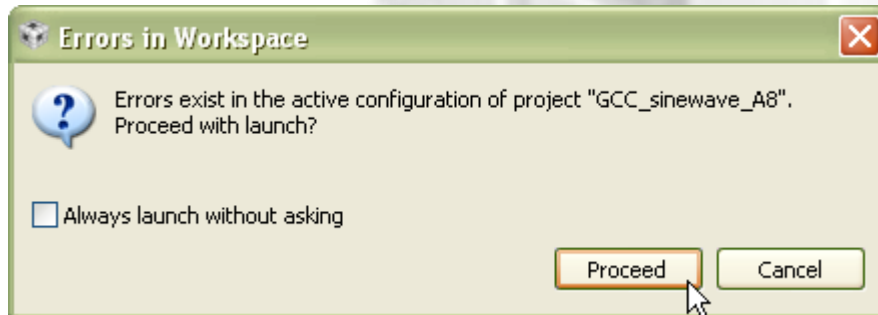 Errors in Workspace
Errors exist in the active configuration of project "GCC_sinewave_A8".
Proceed with launch?
Always launch without asking
Proceed
Cancel